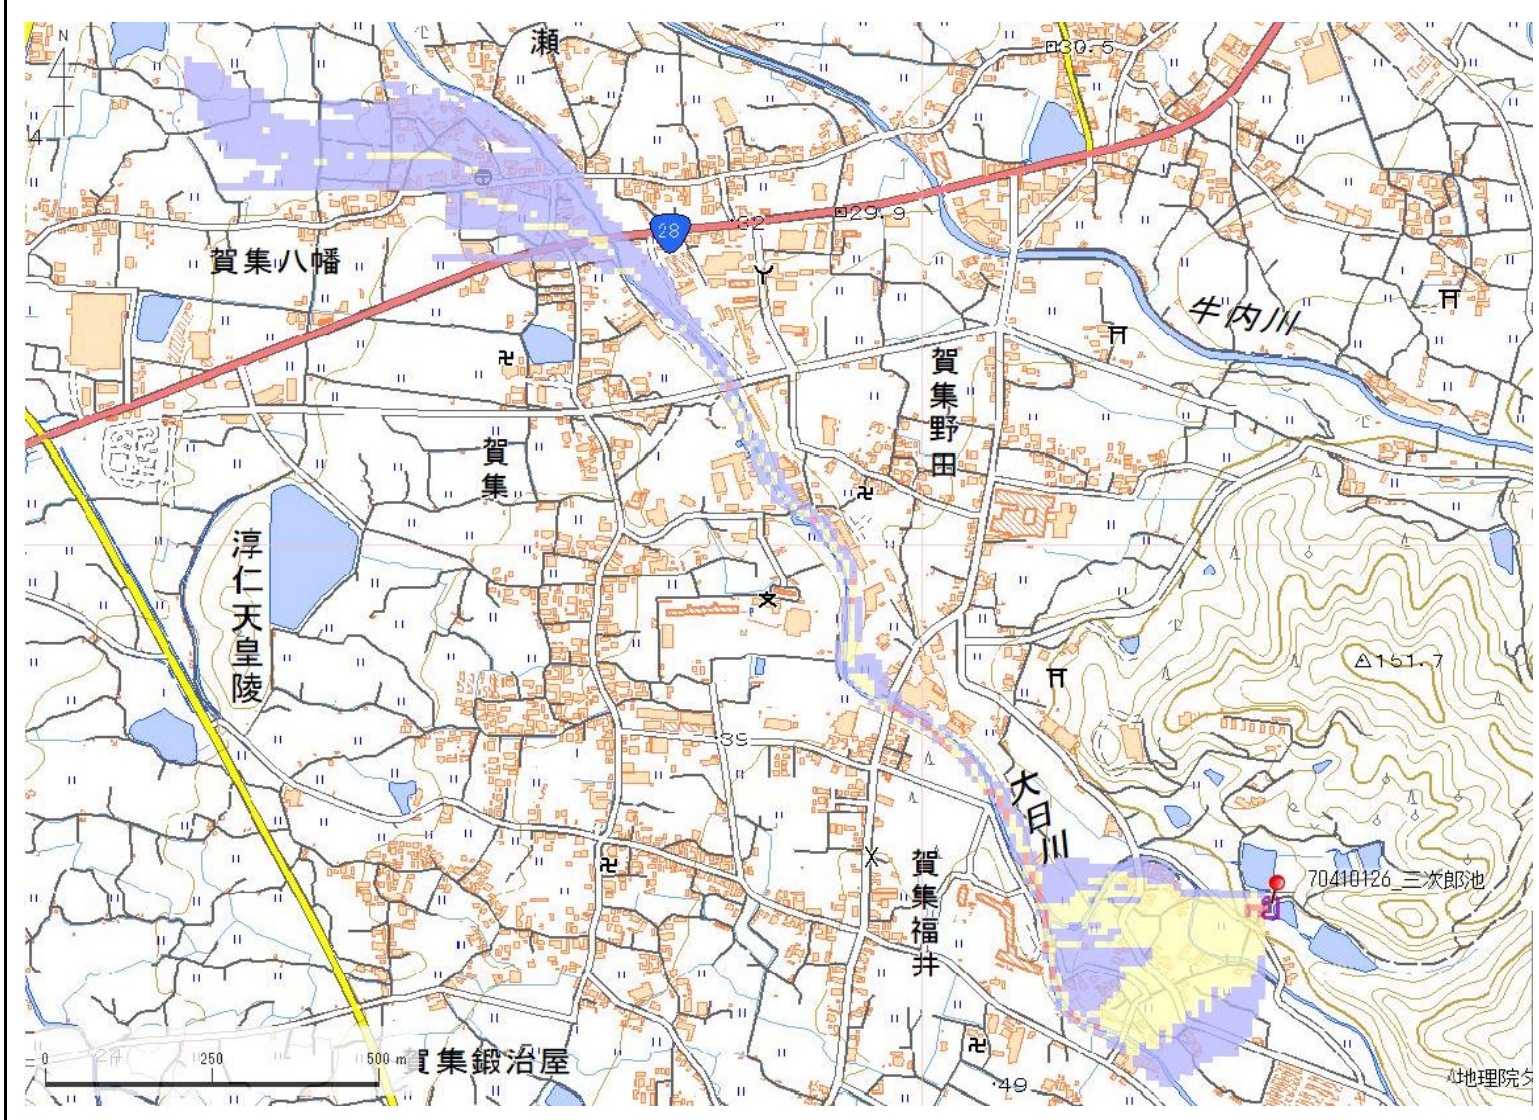 瀬
N
30.5
4
28
32
29.9
賀集八幡
牛内川
賀集野田
賀集
淳仁天皇陵
151.7
39
大日川
70410126_三次郎池
賀集福井
0
250
500 m
賀集鍛治屋
49
地理院タ